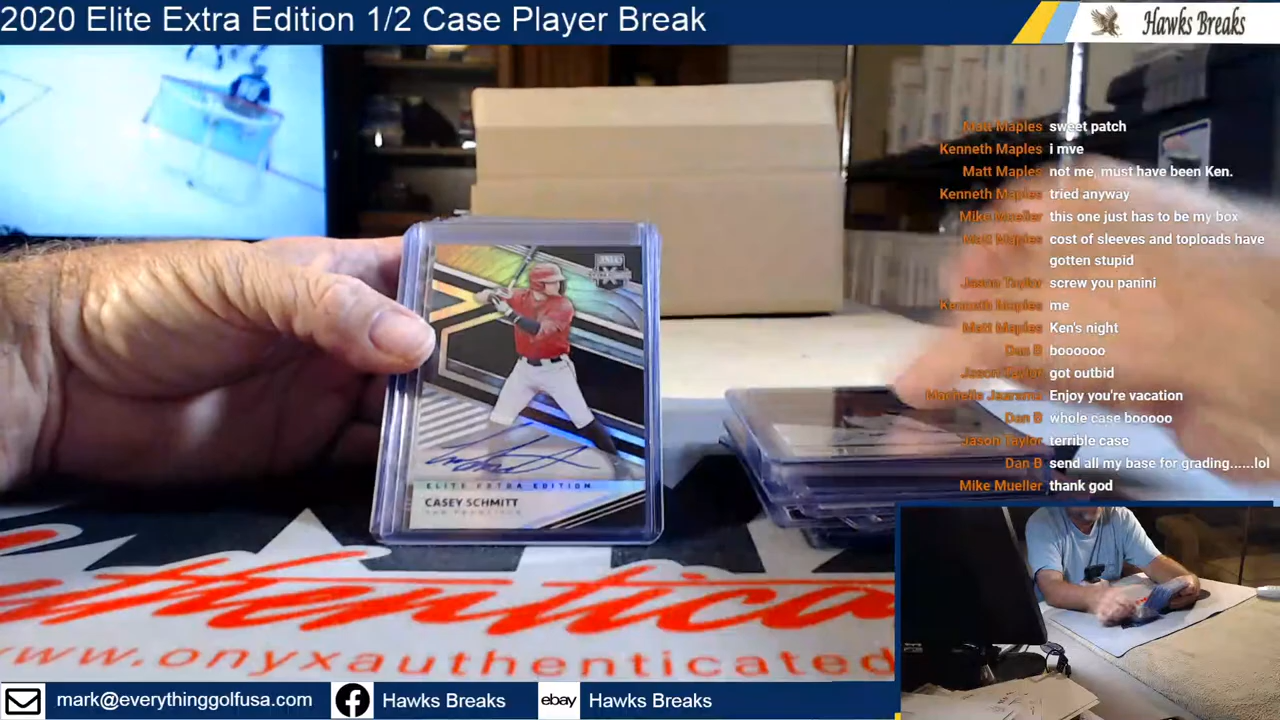 2020 Elite Extra Edition 1/2 Case Player Break
Hawks Breaks
Matt Maples sweet patch
Kenneth Maples i mve
Matt Maples not me, must have been Ken.
Kenneth Maples tried anyway
Mike Mueller this one just has to be my box
Matt Maples cost of sleeves and toploads have
gotten stupid
Jason Taylor screw you panini
Kenneth Maples me
Matt Maples Ken's night
Dan B boooooo
Jason Taylor got outbid
Enjoy you're vacation
Dan B whole case booooo
Jason Taylor terrible case
Dan B send all my base for grading......lol
Mike Mueller thank god
ELITE EXTRA EDITION
CASEY SCHMITT
SAN FRANCISCO
uthentica
www.onyxauthenticated
mark@everythinggolfusa.com
Hawks Breaks
ebay
Hawks Breaks